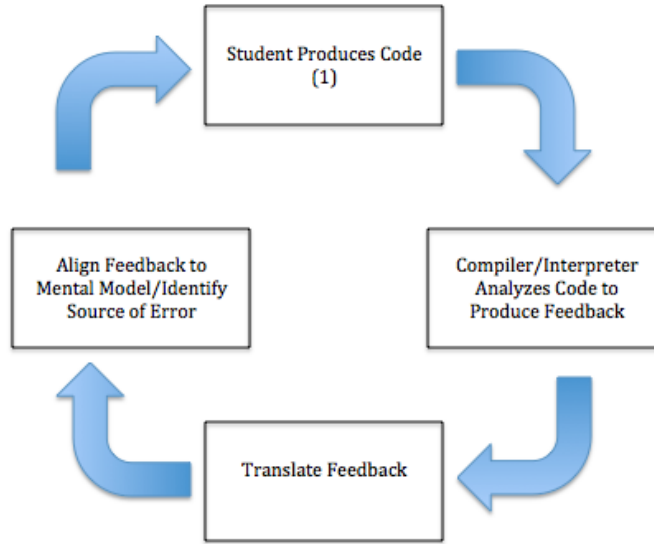 Student Produces Code
(1)
Compiler/Interpreter
Analyzes Code to
Produce Feedback
Translate Feedback
Align Feedback to
Mental Model/Identify
Source of Error